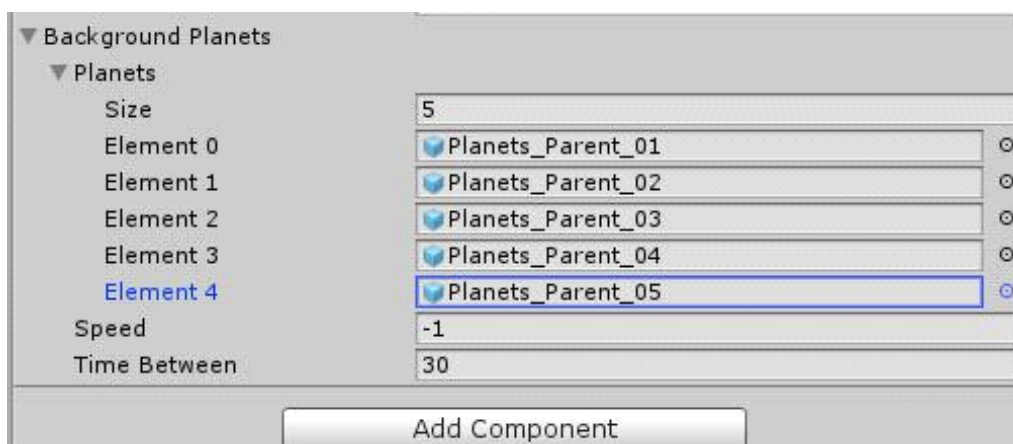 Background Planets
Planets
Size 5
Element 0 Planets_Parent_01
Element 1 Planets_Parent_02
Element 2 Planets_Parent_03
Element 3 Planets_Parent_04
Element 4 Planets_Parent_05
Speed -1
Time Between 30
Add Component